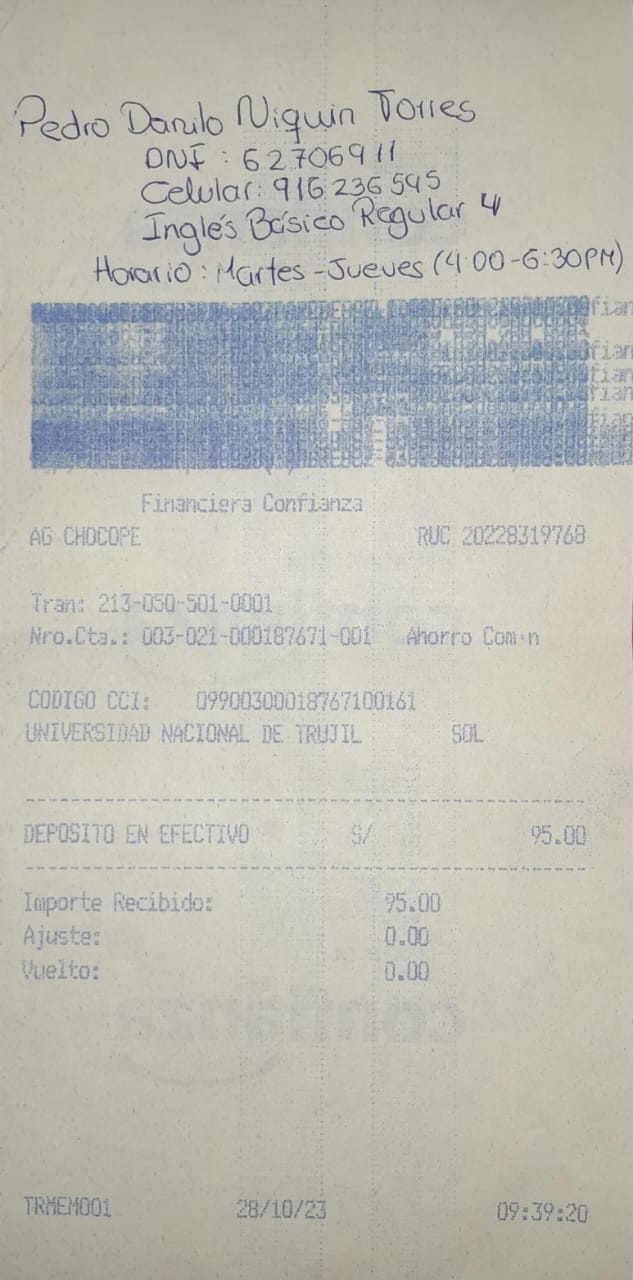 Pedro Danilo Niquin Torres
DNI : 62706911
Celular: 916 236 545
Inglés Básico Regular 4
Horario : Martes - Jueves (4:00 - 6:30PM)
Financiera Confianza
AG CHOCOPE RUC 20228319768
Tran: 213-050-501-0001
Nro.Cta.: 003-021-000187671-001 Ahorro
CODIGO CCI: 09900300018767100161
UNIVERSIDAD NACIONAL DE TRUJIL SOL
DEPOSITO EN EFECTIVO S/ 95.00
Importe Recibido: 95.00
Ajuste: 0.00
Vuelto: 0.00
confianza
TRMEM001 28/10/23 09:39:20